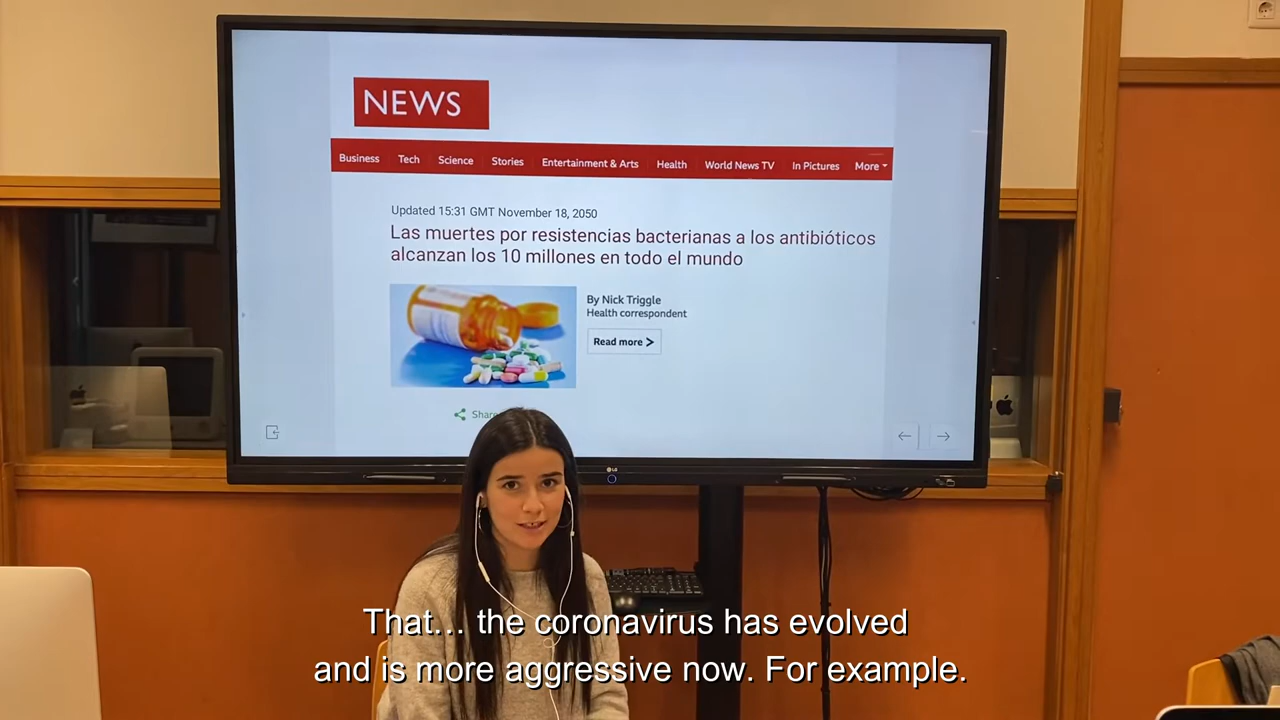 NEWS
Business Tech Science Stories Entertainment & Arts Health World News TV In Pictures More
Updated 15:31 GMT November 18, 2050
Las muertes por resistencias bacterianas a los antibióticos
alcanzan los 10 millones en todo el mundo
By Nick Triggle
Health correspondent
Read more >
Share
LG
That... the coronavirus has evolved
and is more aggressive now. For example.